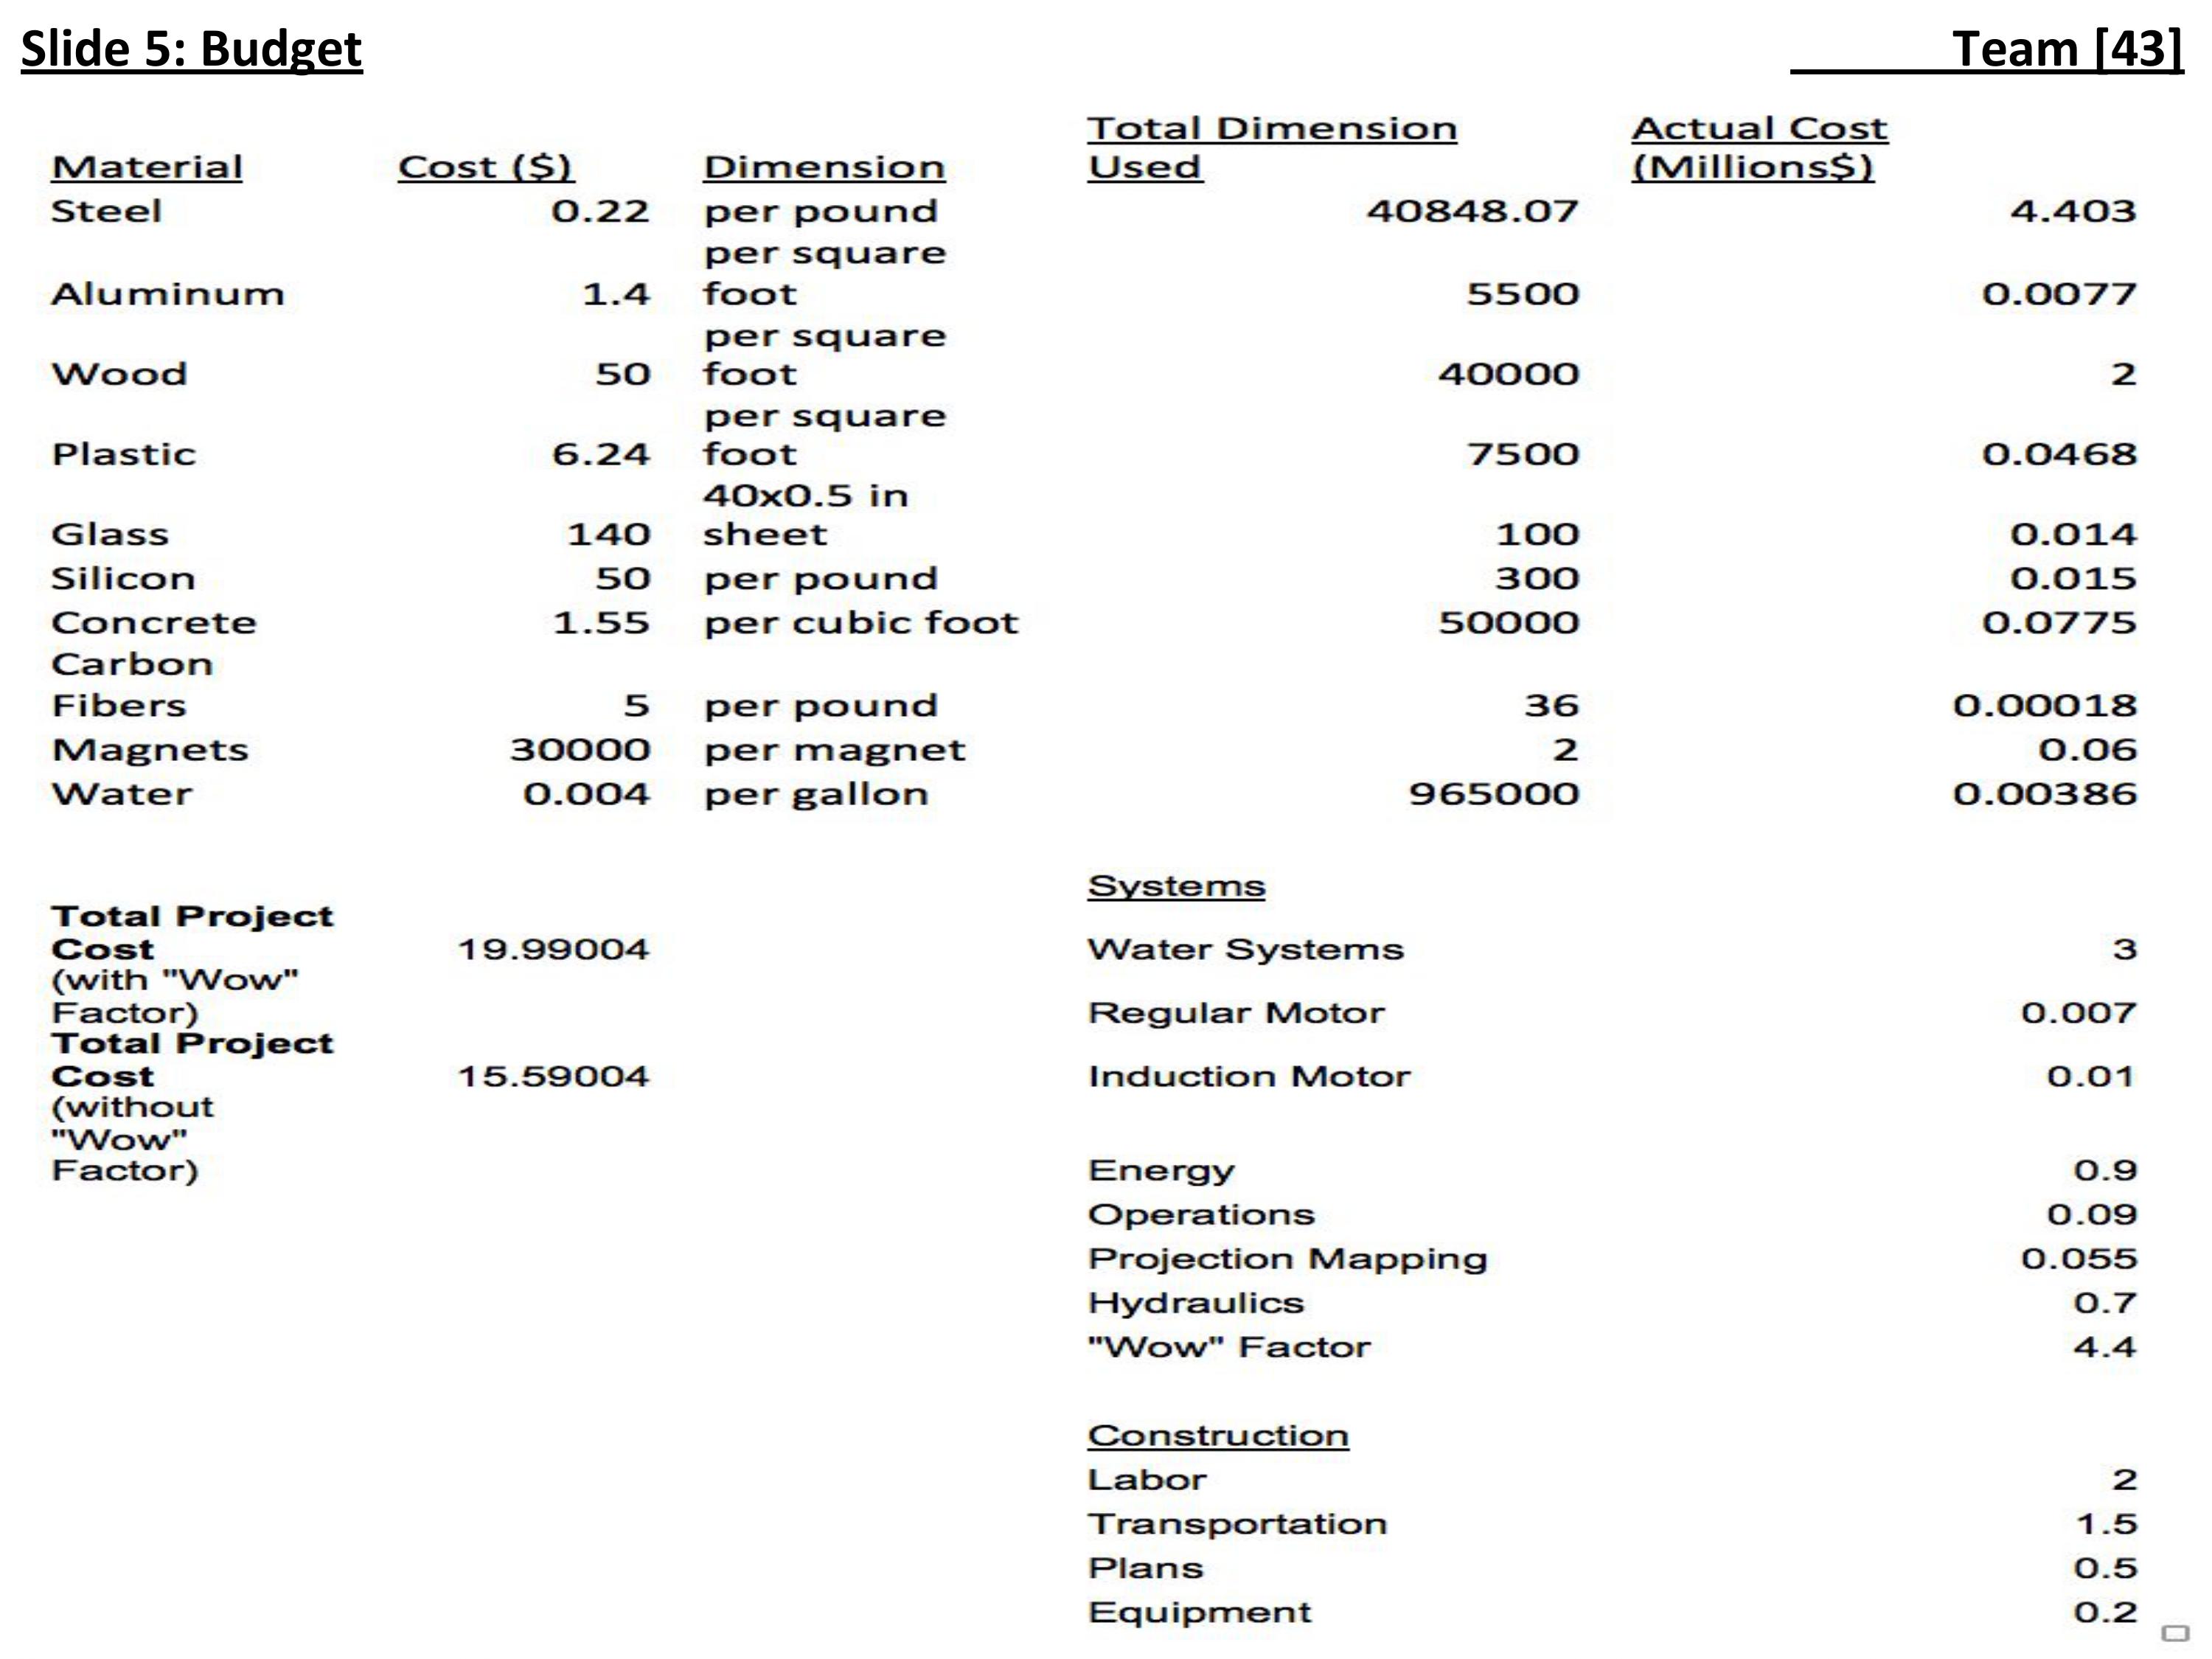 Slide 5: Budget Team [43]
Total Dimension Actual Cost
Material Cost ($) Dimension Used (Millions$)
Steel 0.22 per pound 40848.07 4.403
per square
Aluminum 1.4 foot 5500 0.0077
per square
Wood 50 foot 40000 2
per square
Plastic 6.24 foot 7500 0.0468
40x0.5 in
Glass 140 sheet 100 0.014
Silicon 50 per pound 300 0.015
Concrete 1.55 per cubic foot 50000 0.0775
Carbon
Fibers 5 per pound 36 0.00018
Magnets 30000 per magnet 2 0.06
Water 0.004 per gallon 965000 0.00386
Systems
Total Project
Cost 19.99004 Water Systems 3
(with "Wow"
Factor) Regular Motor 0.007
Total Project
Cost 15.59004 Induction Motor 0.01
(without
"Wow"
Factor) Energy 0.9
Operations 0.09
Projection Mapping 0.055
Hydraulics 0.7
"Wow" Factor 4.4
Construction
Labor 2
Transportation 1.5
Plans 0.5
Equipment 0.2